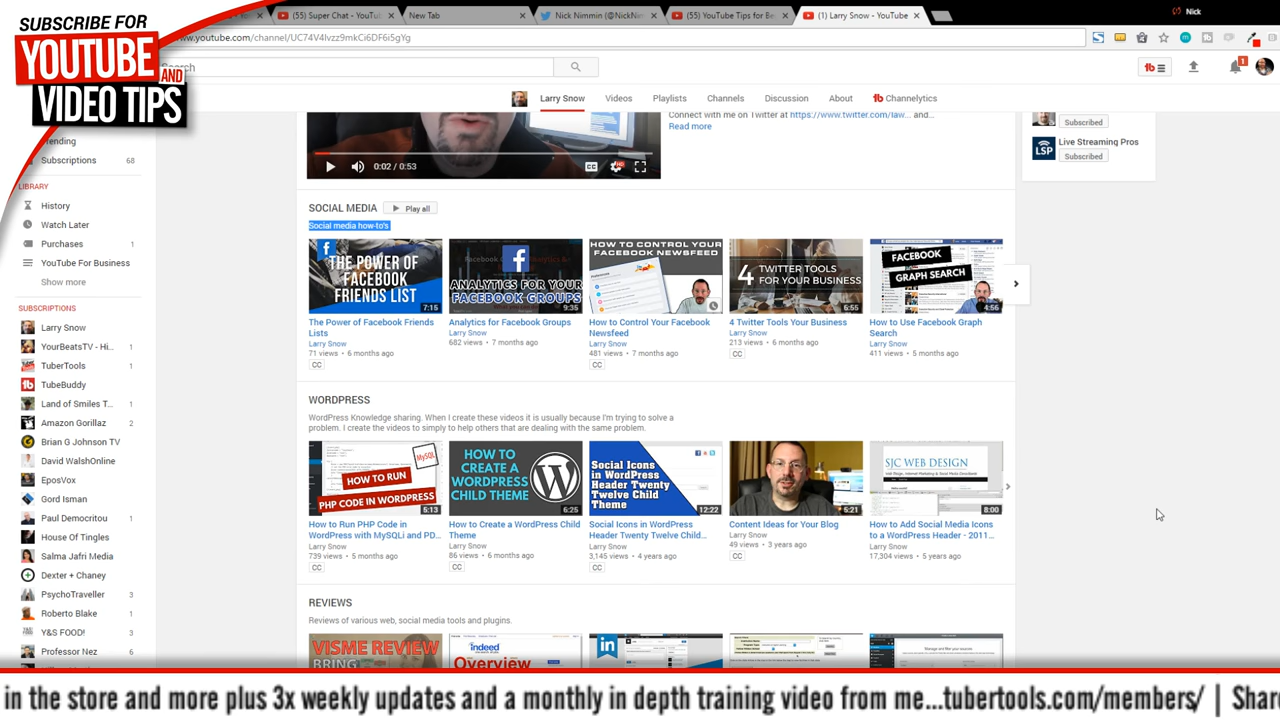 SUBSCRIBE FOR
YOUTUBE AND
VIDEO TIPS
(55) Super Chat - YouTu
New Tab
Nick Nimmin (@NickNe
(55) YouTube Tips for Be
(1) Larry Snow - YouTube
Nick
www.youtube.com/channel/UC74V4lvzz9mkCi6DF6i5gYg
Search
Larry Snow
Videos
Playlists
Channels
Discussion
About
Channelytics
Connect with me on Twitter at https://www.twitter.com/law... and...
Read more
0:02 / 0:53
Subscribed
Live Streaming Pros
Subscribed
Trending
Subscriptions 68
LIBRARY
History
Watch Later
Purchases 1
YouTube For Business
Show more
SUBSCRIPTIONS
Larry Snow
YourBeatsTV - Hi... 1
TuberTools 1
TubeBuddy
Land of Smiles T... 2
Amazon Gorillaz 2
Brian G Johnson TV
David WalshOnline
EposVox
Gord Isman
Paul Democritou 1
House Of Tingles
Salma Jafri Media
Dexter + Chaney
PsychoTraveller 3
Roberto Blake 1
Y&S FOOD! 3
Professor Nez
SOCIAL MEDIA
Play all
Social media how-to's
THE POWER OF
FACEBOOK
FRIENDS LIST
7:15
ANALYTICS FOR YOUR
FACEBOOK GROUPS
9:35
HOW TO CONTROL YOUR
FACEBOOK NEWSFEED
4 TWITTER TOOLS
FOR YOUR BUSINESS
6:55
FACEBOOK
GRAPH SEARCH
4:56
The Power of Facebook Friends
Lists
Larry Snow
71 views • 6 months ago
CC
Analytics for Facebook Groups
Larry Snow
682 views • 7 months ago
How to Control Your Facebook
Newsfeed
Larry Snow
481 views • 7 months ago
CC
4 Twitter Tools Your Business
Larry Snow
213 views • 6 months ago
CC
How to Use Facebook Graph
Search
Larry Snow
411 views • 5 months ago
WORDPRESS
WordPress Knowledge sharing. When I create these videos it is usually because I'm trying to solve a
problem. I create the videos to simply to help others that are dealing with the same problem.
MySQL
HOW TO RUN
PHP CODE IN WORDPRESS
5:13
HOW TO
CREATE A
WORDPRESS
CHILD THEME
6:25
Social Icons
in WordPress
Header Twenty
Twelve Child
Theme
12:22
5:21
SJC WEB DESIGN
8:00
How to Run PHP Code in
WordPress with MySQLi and PD...
Larry Snow
739 views • 5 months ago
CC
How to Create a WordPress Child
Theme
Larry Snow
86 views • 6 months ago
CC
Social Icons in WordPress
Header Twenty Twelve Child...
Larry Snow
3,145 views • 4 years ago
CC
Content Ideas for Your Blog
Larry Snow
49 views • 3 years ago
CC
How to Add Social Media Icons
to a WordPress Header - 2011...
Larry Snow
17,304 views • 5 years ago
REVIEWS
Reviews of various web, social media tools and plugins.
VISME REVIEW
BRING
indeed
Overview
in the store and more plus 3x weekly updates and a monthly in depth training video from me...tubertools.com/members/ | Shar